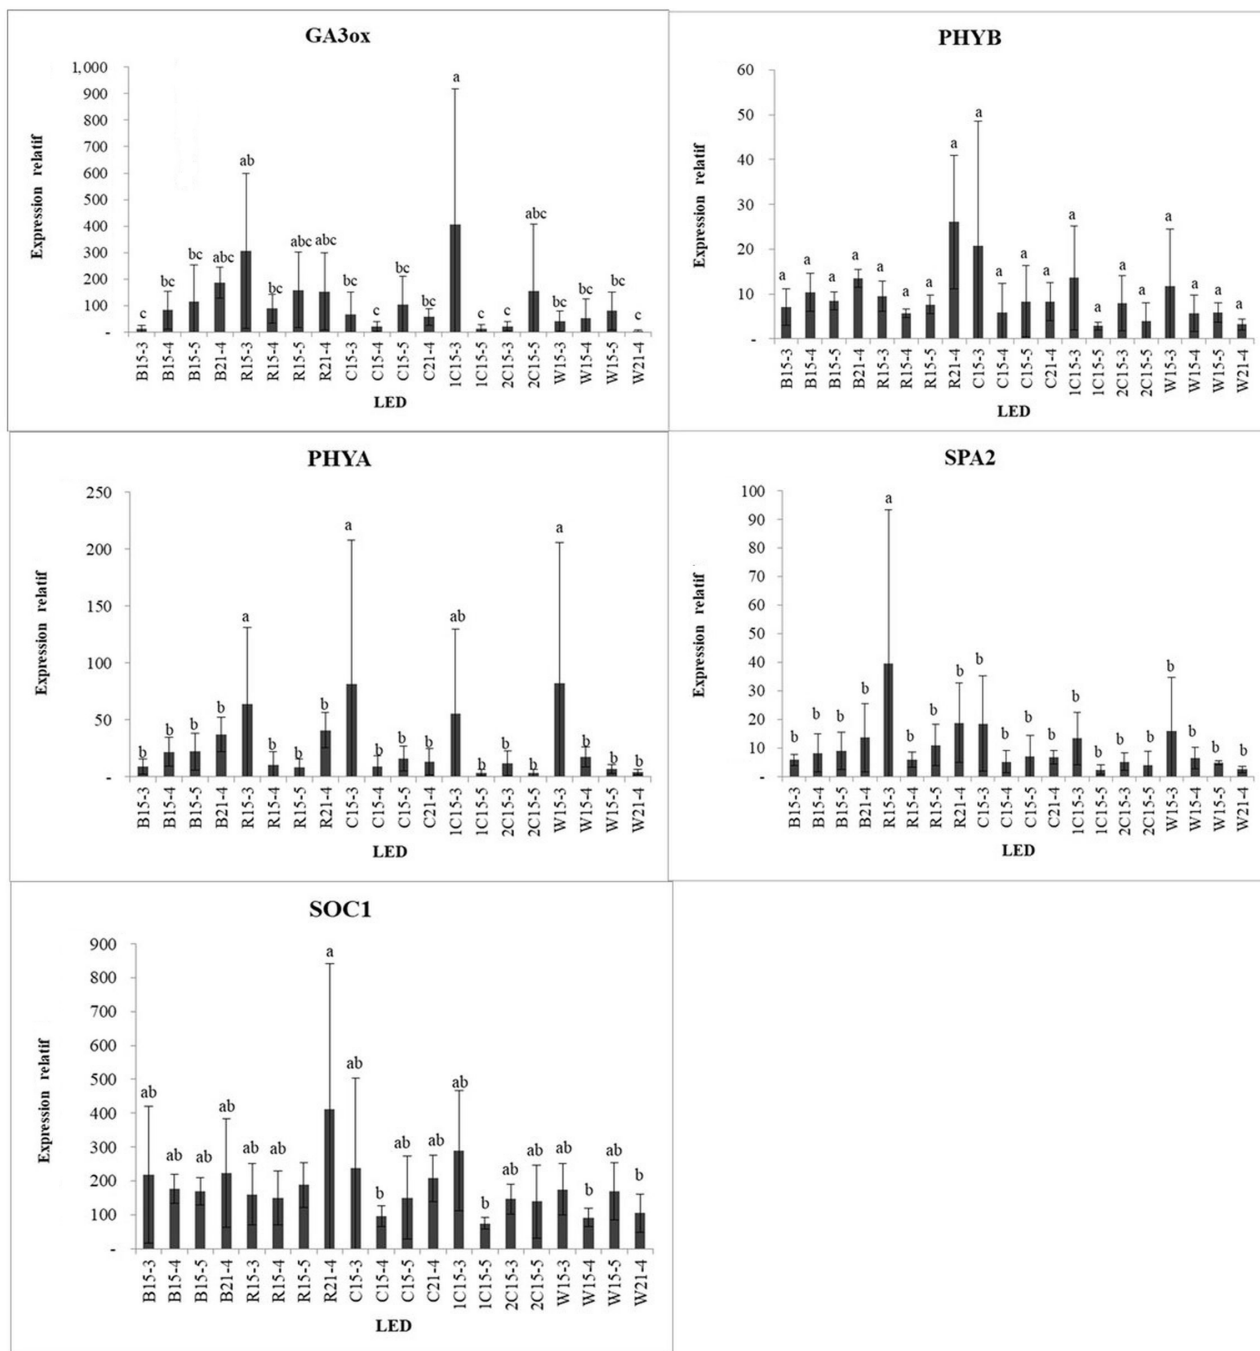 GA3ox
1,000
900
800
700
600
500
400
300
200
100
-
Expression relatif
c bc bc abc ab bc abc abc bc c bc bc a c c abc bc bc bc c
B15-3 B15-4 B15-5 B21-4 R15-3 R15-4 R15-5 R21-4 C15-3 C15-4 C15-5 C21-4 1C15-3 1C15-5 2C15-3 2C15-5 W15-3 W15-4 W15-5 W21-4
LED
PHYB
60
50
40
30
20
10
-
Expression relatif
a a a a a a a a a a a a a a a a a a a a
B15-3 B15-4 B15-5 B21-4 R15-3 R15-4 R15-5 R21-4 C15-3 C15-4 C15-5 C21-4 1C15-3 1C15-5 2C15-3 2C15-5 W15-3 W15-4 W15-5 W21-4
LED
PHYA
250
200
150
100
50
-
Expression relatif
b b b b a b b b a b b b ab b b b a b b b
B15-3 B15-4 B15-5 B21-4 R15-3 R15-4 R15-5 R21-4 C15-3 C15-4 C15-5 C21-4 1C15-3 1C15-5 2C15-3 2C15-5 W15-3 W15-4 W15-5 W21-4
LED
SPA2
100
90
80
70
60
50
40
30
20
10
-
Expression relatif
b b b b a b b b b b b b b b b b b b b b
B15-3 B15-4 B15-5 B21-4 R15-3 R15-4 R15-5 R21-4 C15-3 C15-4 C15-5 C21-4 1C15-3 1C15-5 2C15-3 2C15-5 W15-3 W15-4 W15-5 W21-4
LED
SOC1
900
800
700
600
500
400
300
200
100
-
Expression relatif
ab ab ab ab ab ab a ab b ab ab ab b ab ab ab b ab b
B15-3 B15-4 B15-5 B21-4 R15-3 R15-4 R15-5 R21-4 C15-3 C15-4 C15-5 C21-4 1C15-3 1C15-5 2C15-3 2C15-5 W15-3 W15-4 W15-5 W21-4
LED